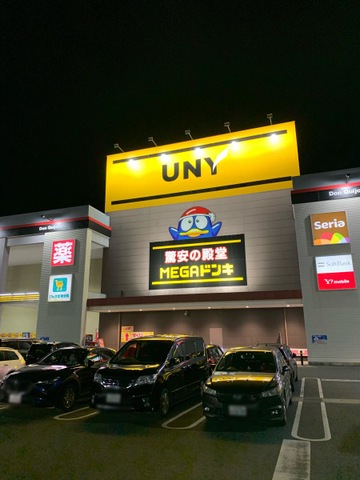 UNY
驚安の殿堂
MEGAドンキ
Don Quijote
薬
Don Quijote
Seria
SoftBank
Y!mobile